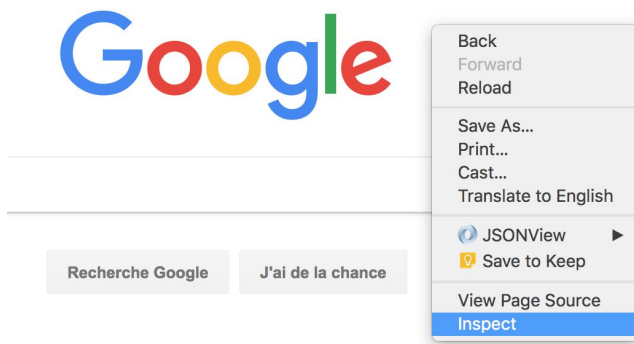 Google
Recherche Google
J'ai de la chance
Back
Forward
Reload
Save As...
Print...
Cast...
Translate to English
JSONView
Save to Keep
View Page Source
Inspect